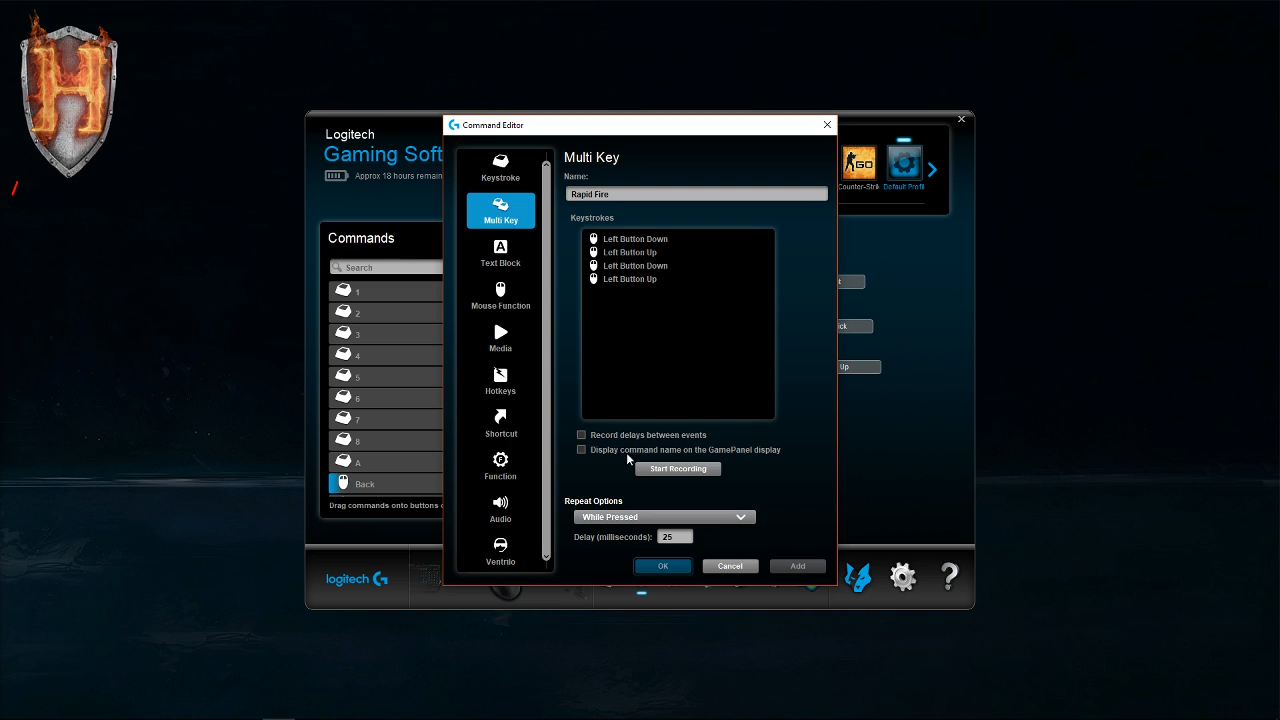 H
Logitech
Gaming Soft
Approx 18 hours remain
Commands
Search
1
2
3
4
5
6
7
8
A
Back
Drag commands onto buttons o
Command Editor
Keystroke
Multi Key
Text Block
Mouse Function
Media
Hotkeys
Shortcut
Function
Audio
Ventrilo
Multi Key
Name:
Rapid Fire
Keystrokes
Left Button Down
Left Button Up
Left Button Down
Left Button Up
Record delays between events
Display command name on the GamePanel display
Start Recording
Repeat Options
While Pressed
Delay (milliseconds):
25
OK
Cancel
Add
GO
Counter-Strik
Default Profil
t
ck
Up
logitech G
?